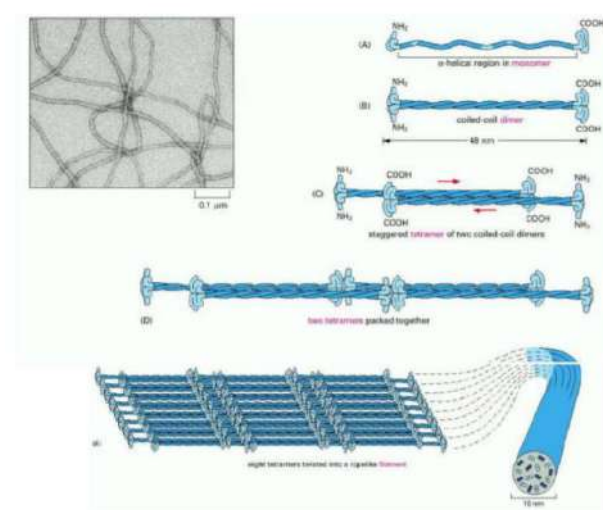 0.1 μm
NH₂
COOH
(A)
α-helical region in monomer
NH₂
COOH
(B)
NH₂
COOH
coiled-coil dimer
48 nm
NH₂
COOH
COOH
NH₂
(C)
NH₂
COOH
COOH
NH₂
staggered tetramer of two coiled-coil dimers
(D)
two tetramers packed together
eight tetramers twisted into a ropelike filament
10 nm